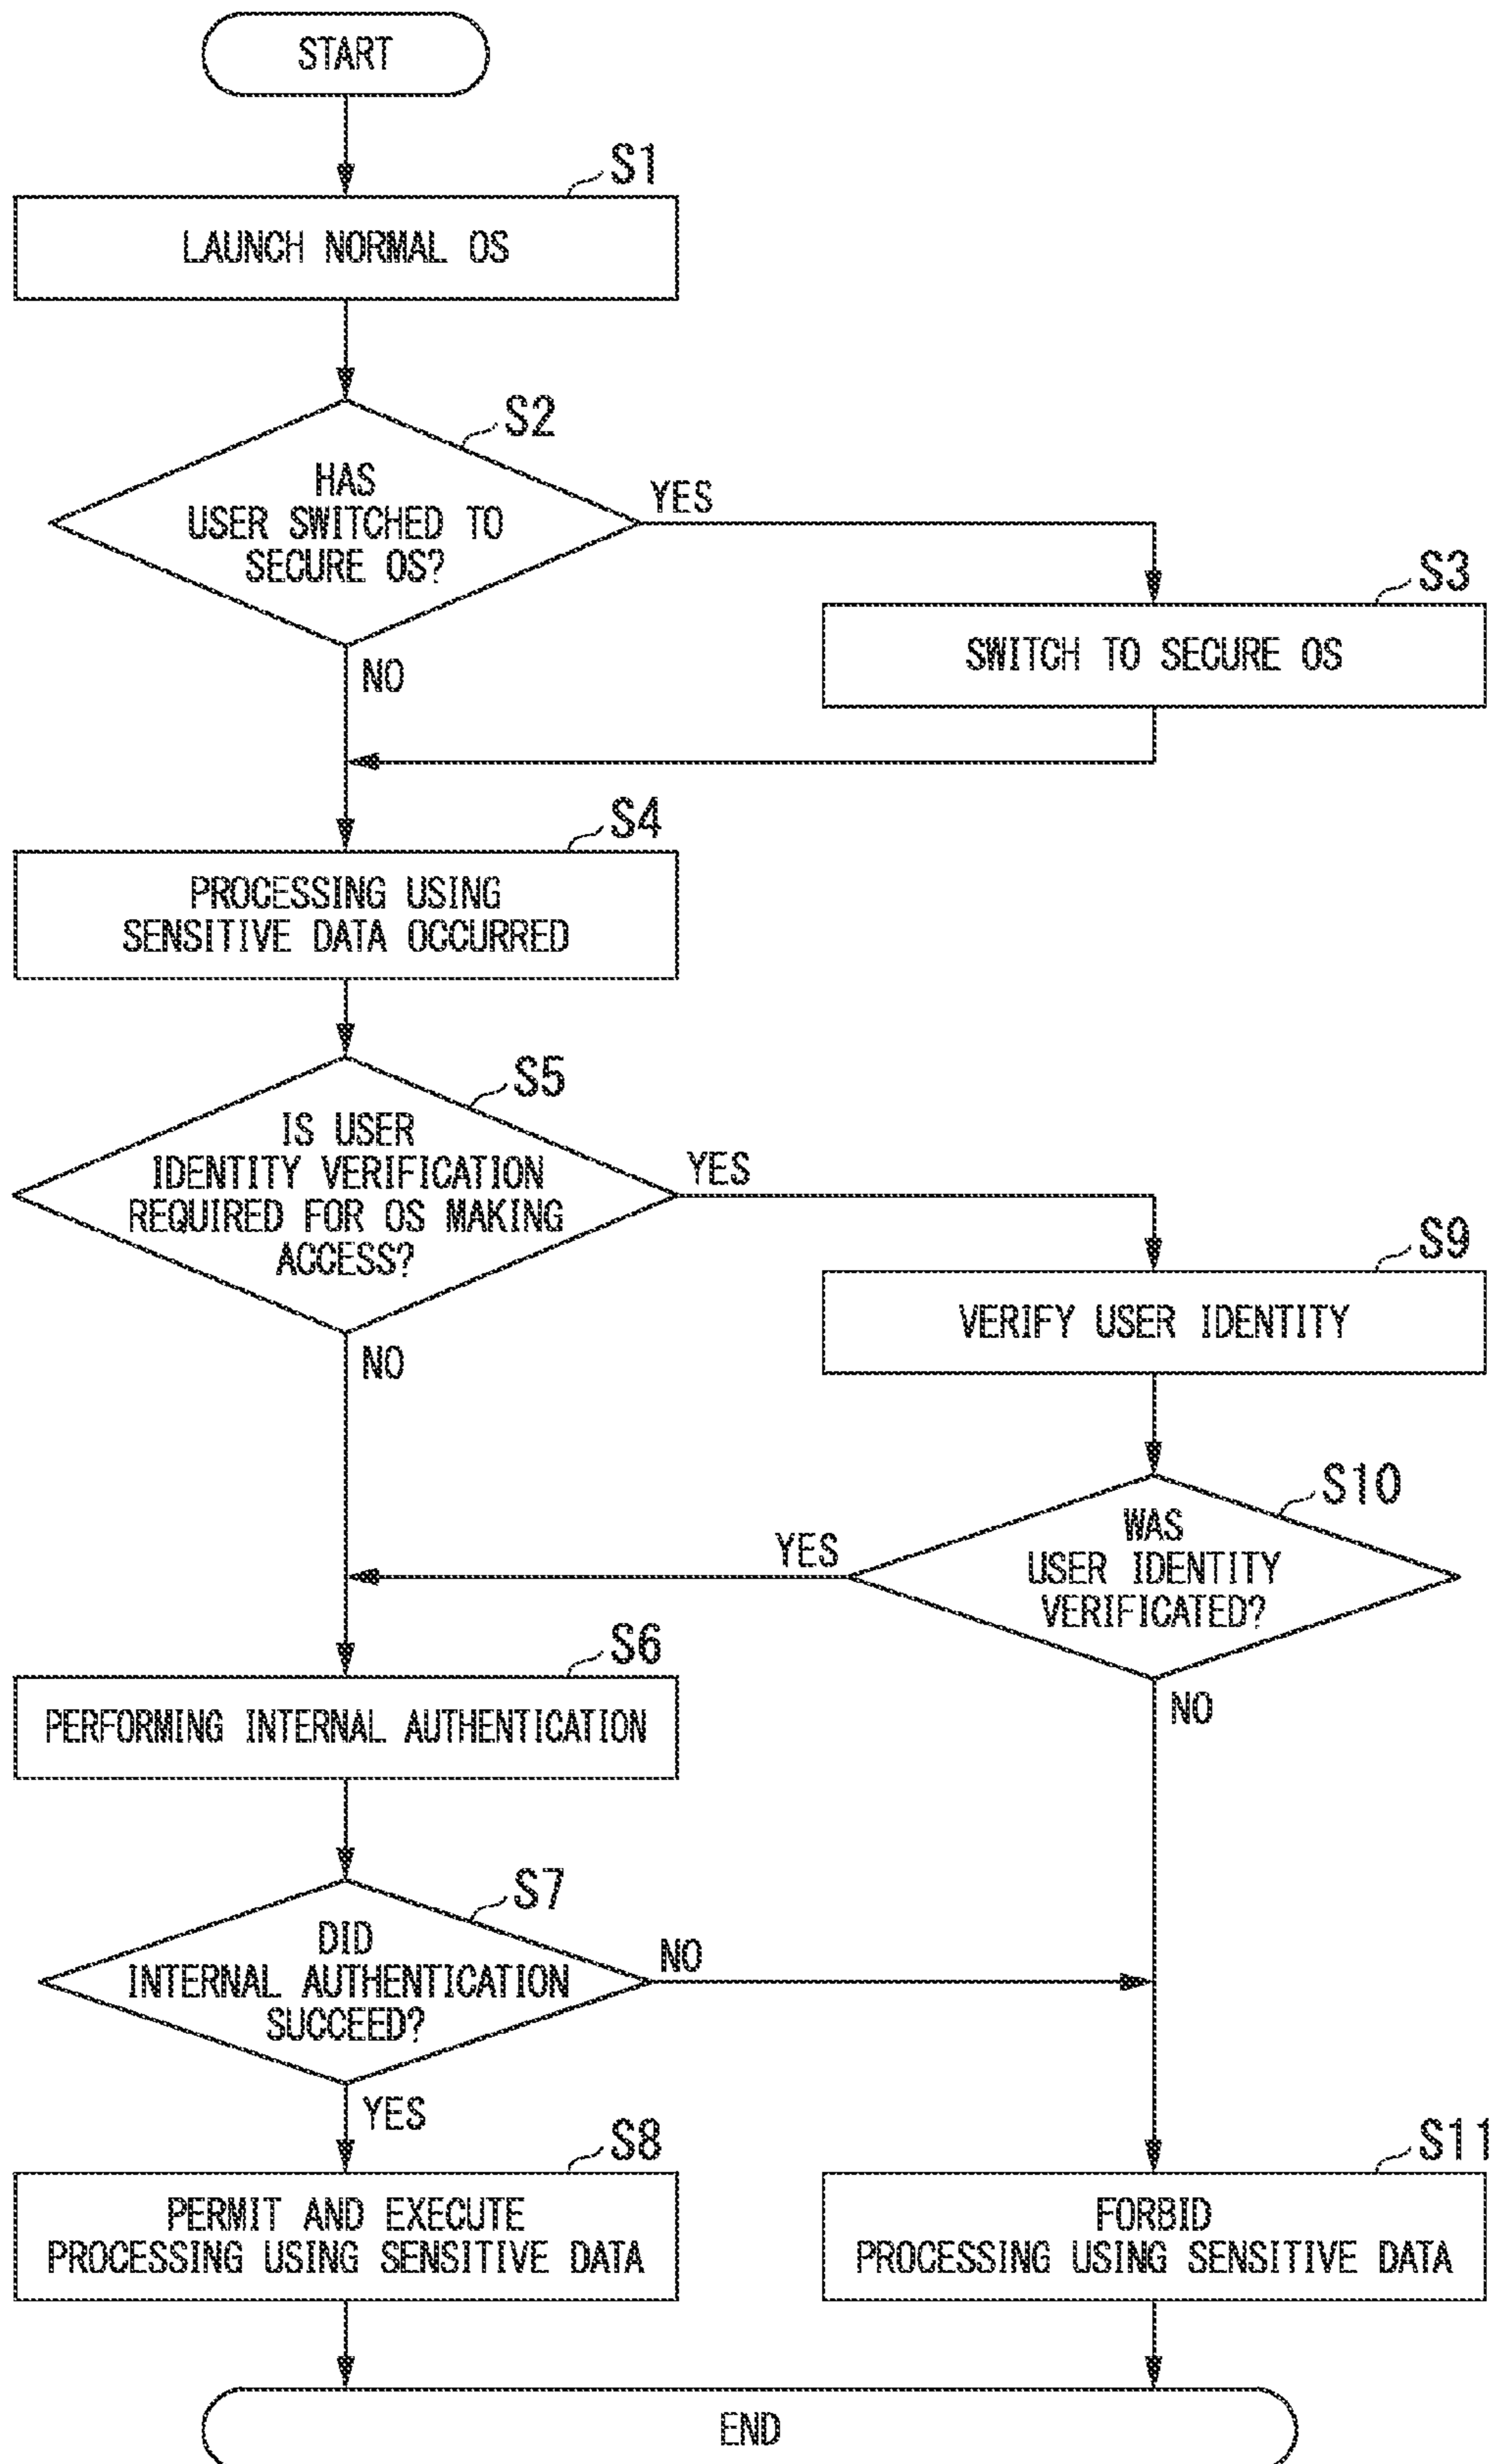 START
S1
LAUNCH NORMAL OS
S2
HAS
USER SWITCHED TO
SECURE OS?
YES
NO
S3
SWITCH TO SECURE OS
S4
PROCESSING USING
SENSITIVE DATA OCCURRED
S5
IS USER
IDENTITY VERIFICATION
REQUIRED FOR OS MAKING
ACCESS?
YES
NO
S9
VERIFY USER IDENTITY
S10
WAS
USER IDENTITY
VERIFICATED?
YES
NO
S6
PERFORMING INTERNAL AUTHENTICATION
S7
DID
INTERNAL AUTHENTICATION
SUCCEED?
NO
YES
S8
PERMIT AND EXECUTE
PROCESSING USING SENSITIVE DATA
S11
FORBID
PROCESSING USING SENSITIVE DATA
END